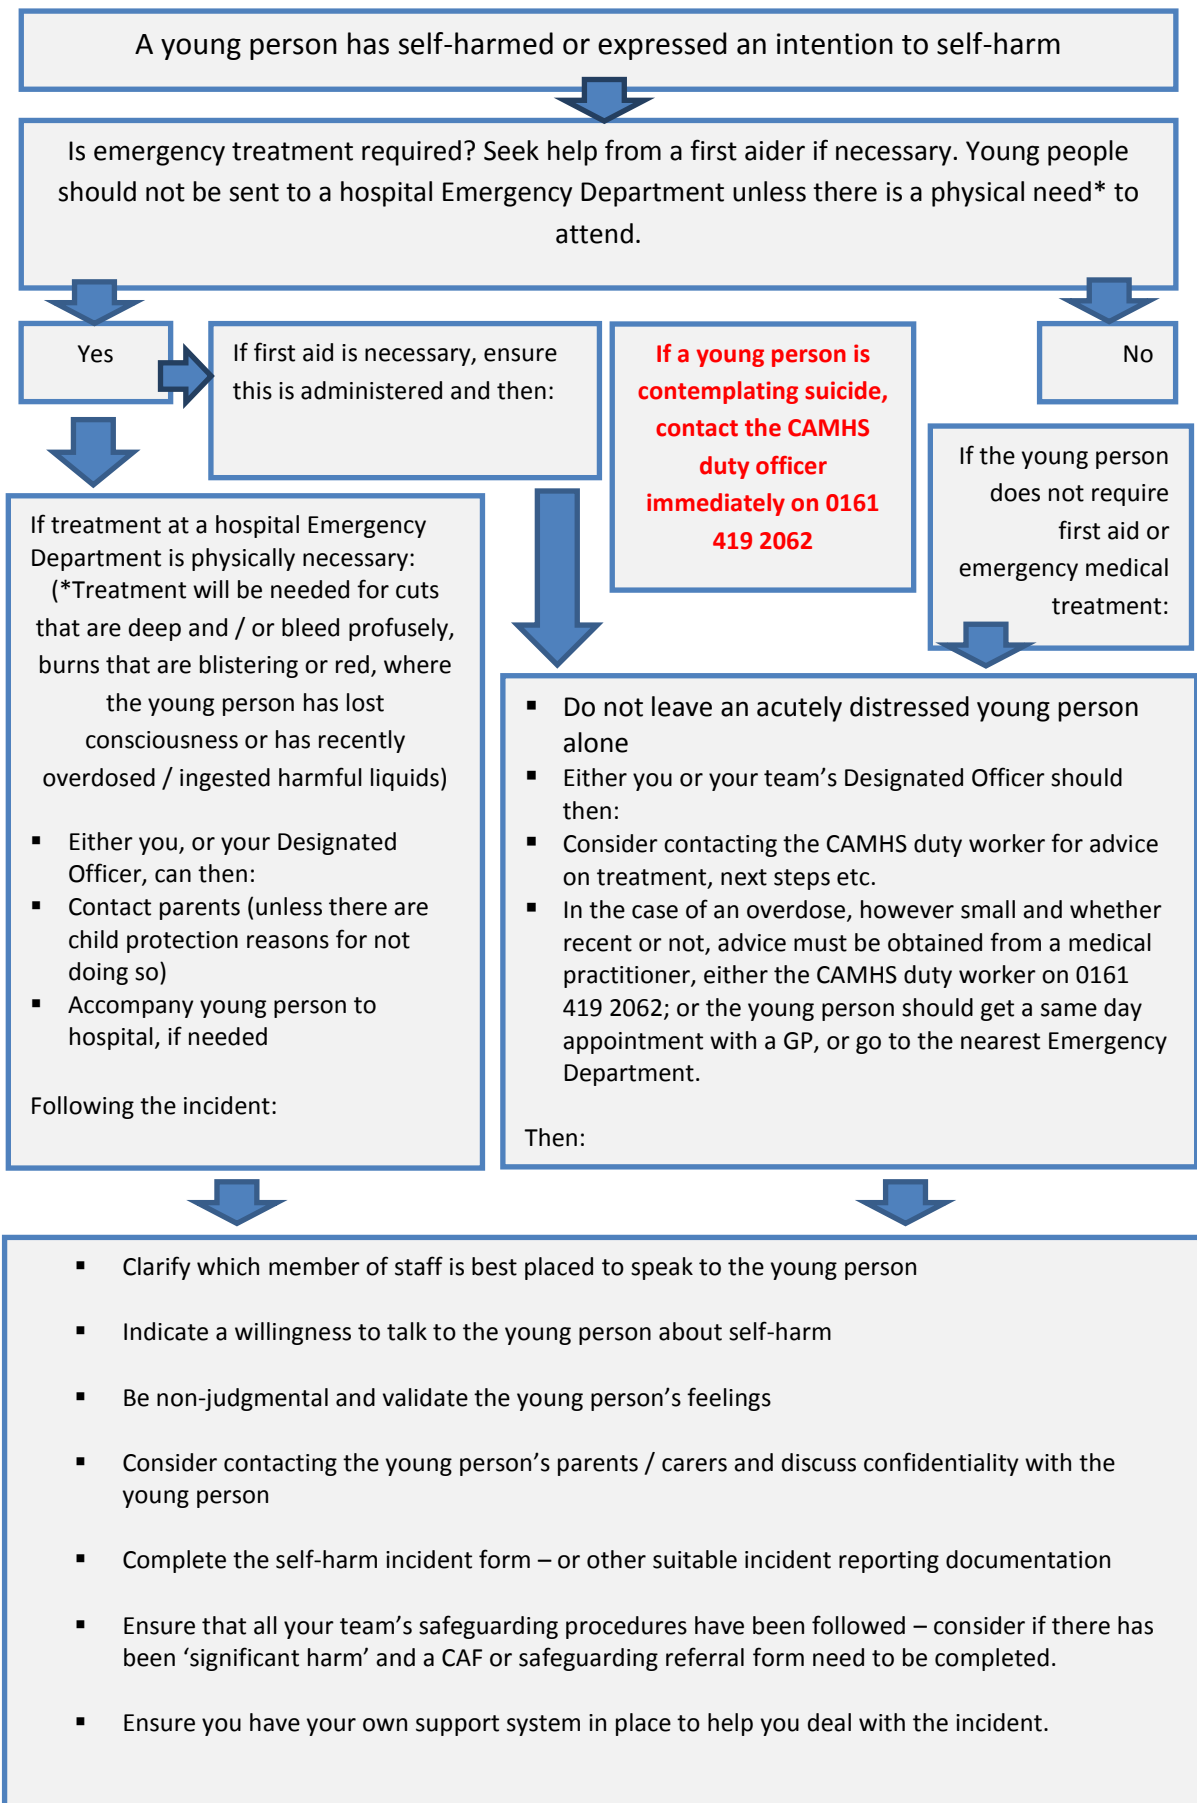 A young person has self-harmed or expressed an intention to self-harm
Is emergency treatment required? Seek help from a first aider if necessary. Young people
should not be sent to a hospital Emergency Department unless there is a physical need* to
attend.
Yes
If first aid is necessary, ensure
this is administered and then:
If a young person is
contemplating suicide,
contact the CAMHS
duty officer
immediately on 0161
419 2062
No
If the young person
does not require
first aid or
emergency medical
treatment:
If treatment at a hospital Emergency
Department is physically necessary:
(*Treatment will be needed for cuts
that are deep and / or bleed profusely,
burns that are blistering or red, where
the young person has lost
consciousness or has recently
overdosed / ingested harmful liquids)
▪ Either you, or your Designated
Officer, can then:
▪ Contact parents (unless there are
child protection reasons for not
doing so)
▪ Accompany young person to
hospital, if needed
Following the incident:
▪ Do not leave an acutely distressed young person
alone
▪ Either you or your team’s Designated Officer should
then:
▪ Consider contacting the CAMHS duty worker for advice
on treatment, next steps etc.
▪ In the case of an overdose, however small and whether
recent or not, advice must be obtained from a medical
practitioner, either the CAMHS duty worker on 0161
419 2062; or the young person should get a same day
appointment with a GP, or go to the nearest Emergency
Department.
Then:
▪ Clarify which member of staff is best placed to speak to the young person
▪ Indicate a willingness to talk to the young person about self-harm
▪ Be non-judgmental and validate the young person’s feelings
▪ Consider contacting the young person’s parents / carers and discuss confidentiality with the
young person
▪ Complete the self-harm incident form – or other suitable incident reporting documentation
▪ Ensure that all your team’s safeguarding procedures have been followed – consider if there has
been ‘significant harm’ and a CAF or safeguarding referral form need to be completed.
▪ Ensure you have your own support system in place to help you deal with the incident.